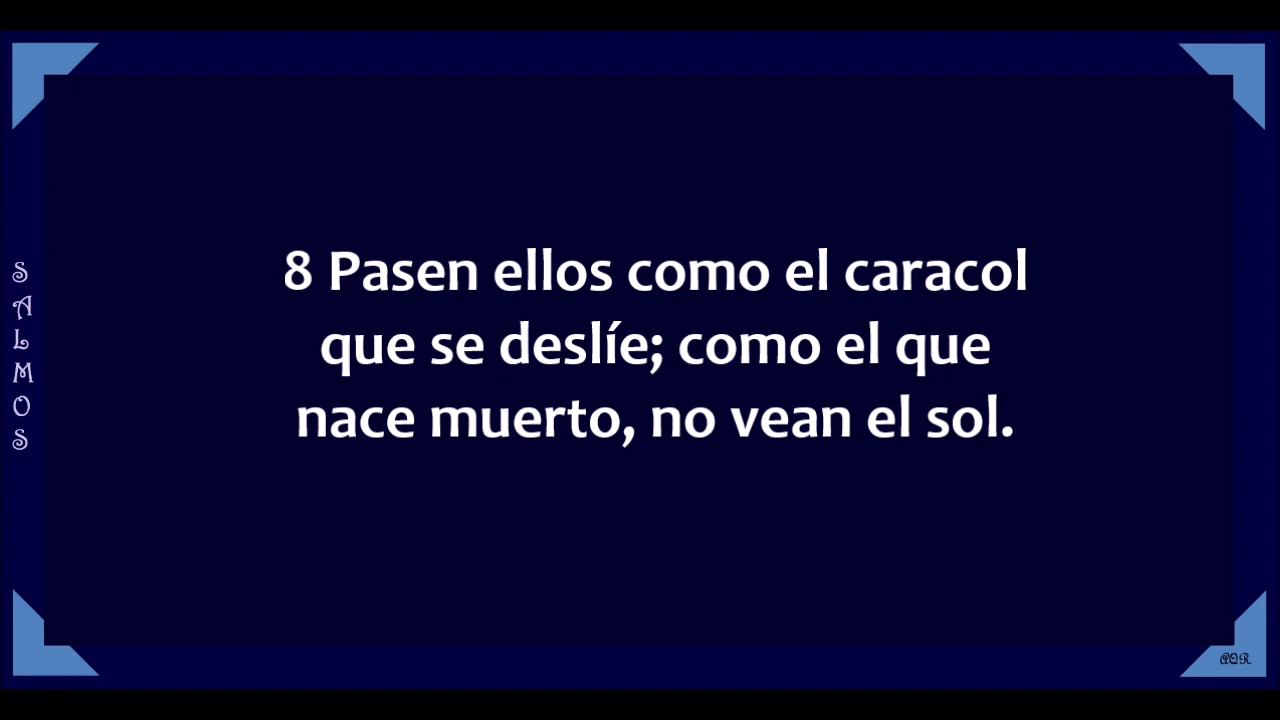 SALMOS
8 Pasen ellos como el caracol
que se deslíe; como el que
nace muerto, no vean el sol.